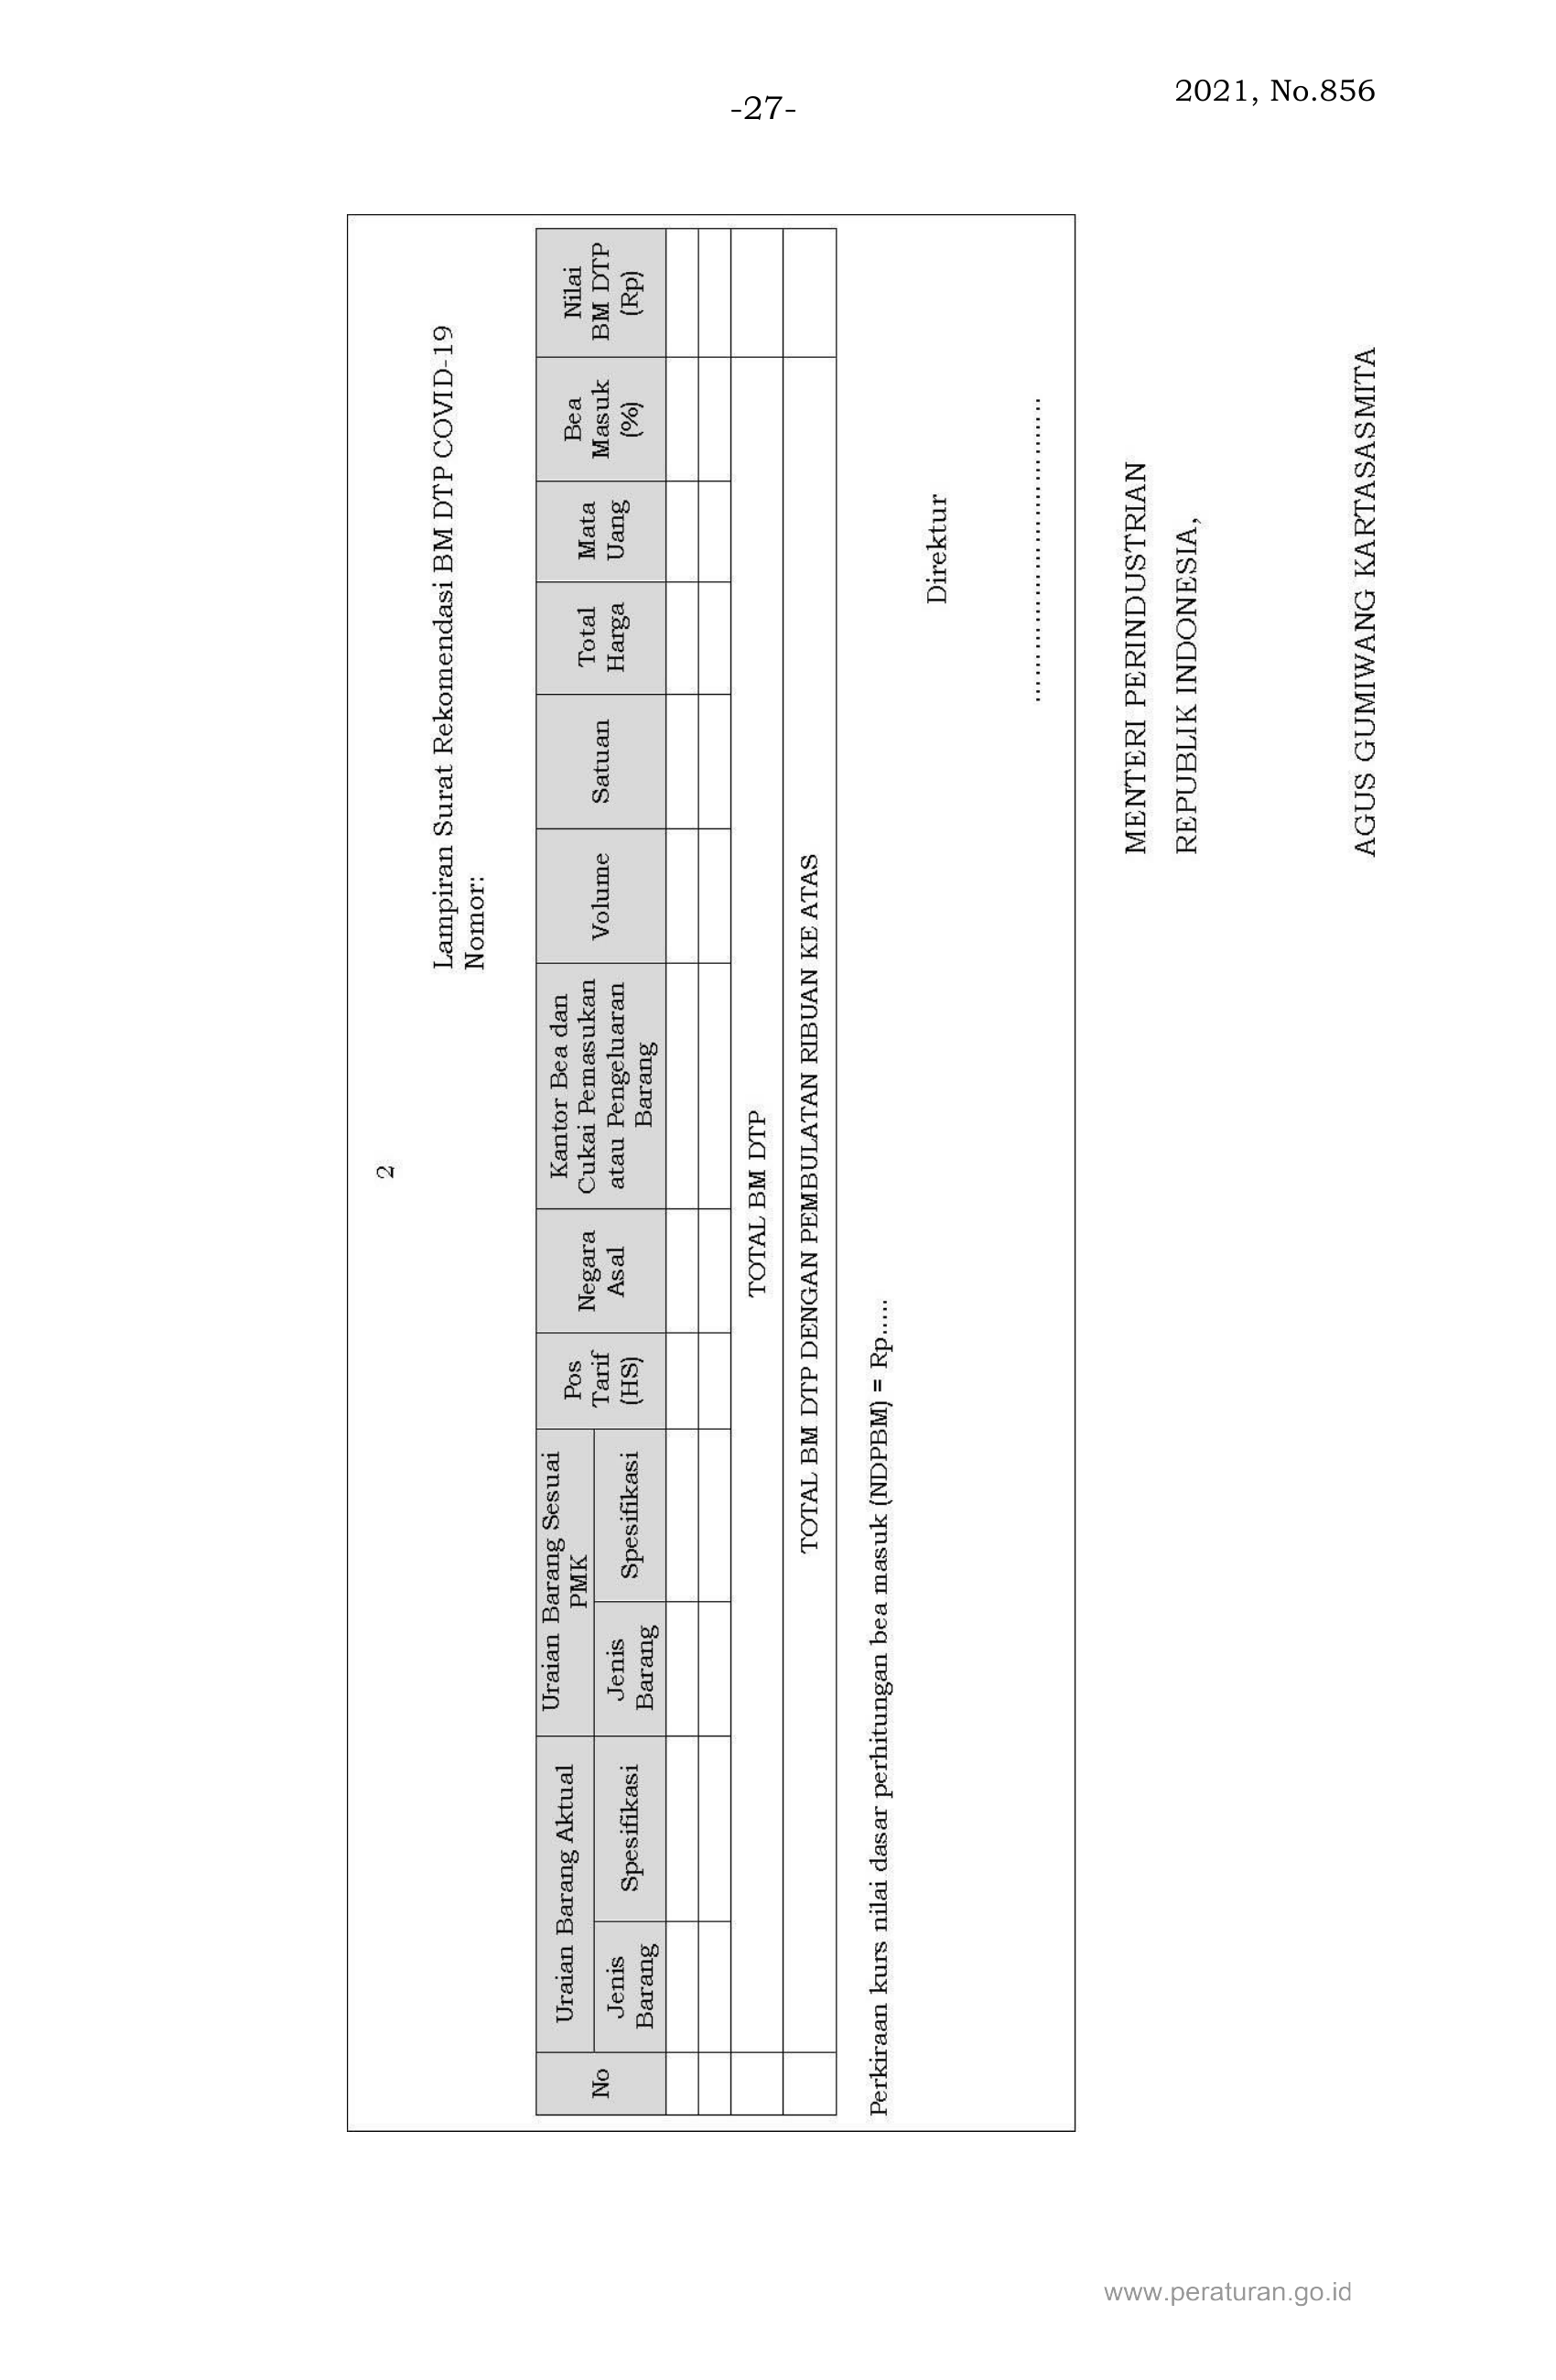 2021, No.856
-27-
2
Lampiran Surat Rekomendasi BM DTP COVID-19
Nomor:
No
Uraian Barang Aktual
Jenis
Barang
Spesifikasi
Uraian Barang Sesuai
PMK
Jenis
Barang
Spesifikasi
Pos
Tarif
(HS)
Negara
Asal
Kantor Bea dan
Cukai Pemasukan
atau Pengeluaran
Barang
Volume
Satuan
Total
Harga
Mata
Uang
Bea
Masuk
(%)
Nilai
BM DTP
(Rp)
TOTAL BM DTP
TOTAL BM DTP DENGAN PEMBULATAN RIBUAN KE ATAS
Perkiraan kurs nilai dasar perhitungan bea masuk (NDPBM) = Rp.....
Direktur
......................................
MENTERI PERINDUSTRIAN
REPUBLIK INDONESIA,
AGUS GUMIWANG KARTASASMITA
www.peraturan.go.id